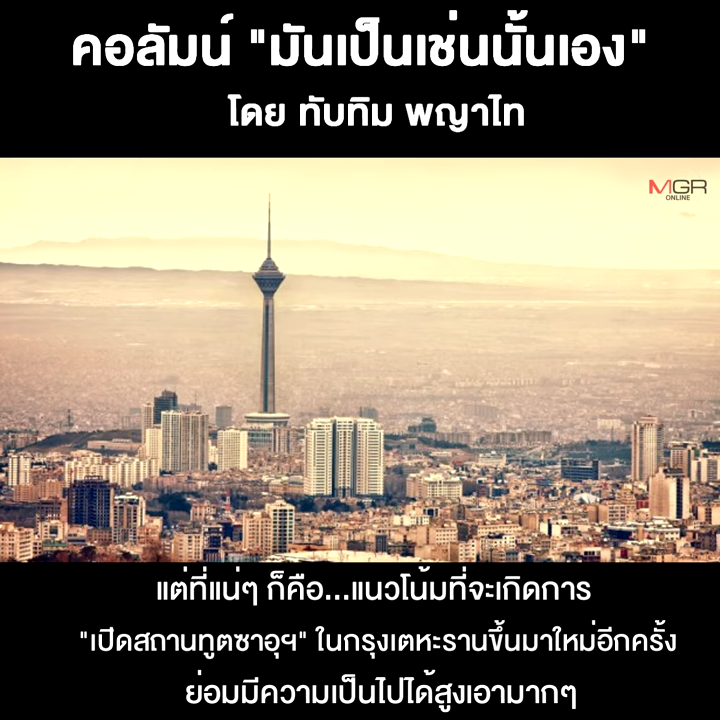 คอลัมน์ "มันเป็นเช่นนั้นเอง"
โดย ทับทิม พญาไท
MGR
ONLINE
แต่ที่แน่ๆ ก็คือ...แนวโน้มที่จะเกิดการ
"เปิดสถานทูตซาอุฯ" ในกรุงเตหะรานขึ้นมาใหม่อีกครั้ง
ย่อมมีความเป็นไปได้สูงเอามากๆ